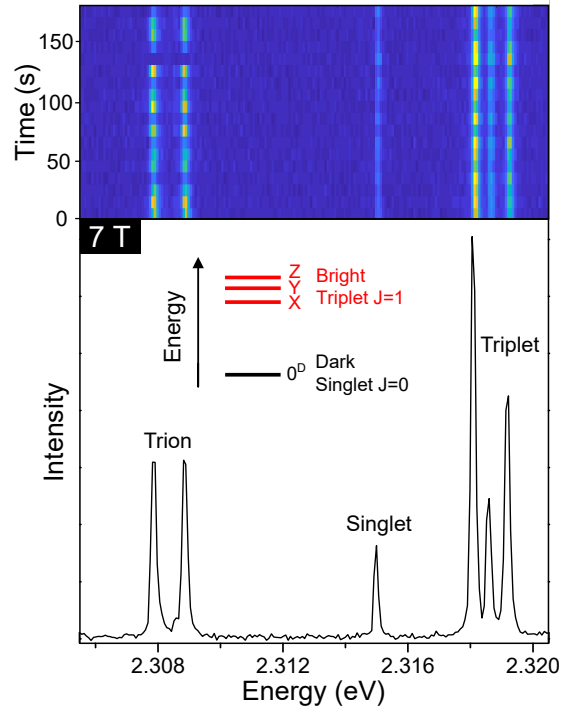 150
100
50
0
Time (s)
7 T
Energy
Z
Y
X
Bright
Triplet J=1
0ᴰ
Dark
Singlet J=0
Triplet
Trion
Singlet
Intensity
2.308
2.312
2.316
2.320
Energy (eV)